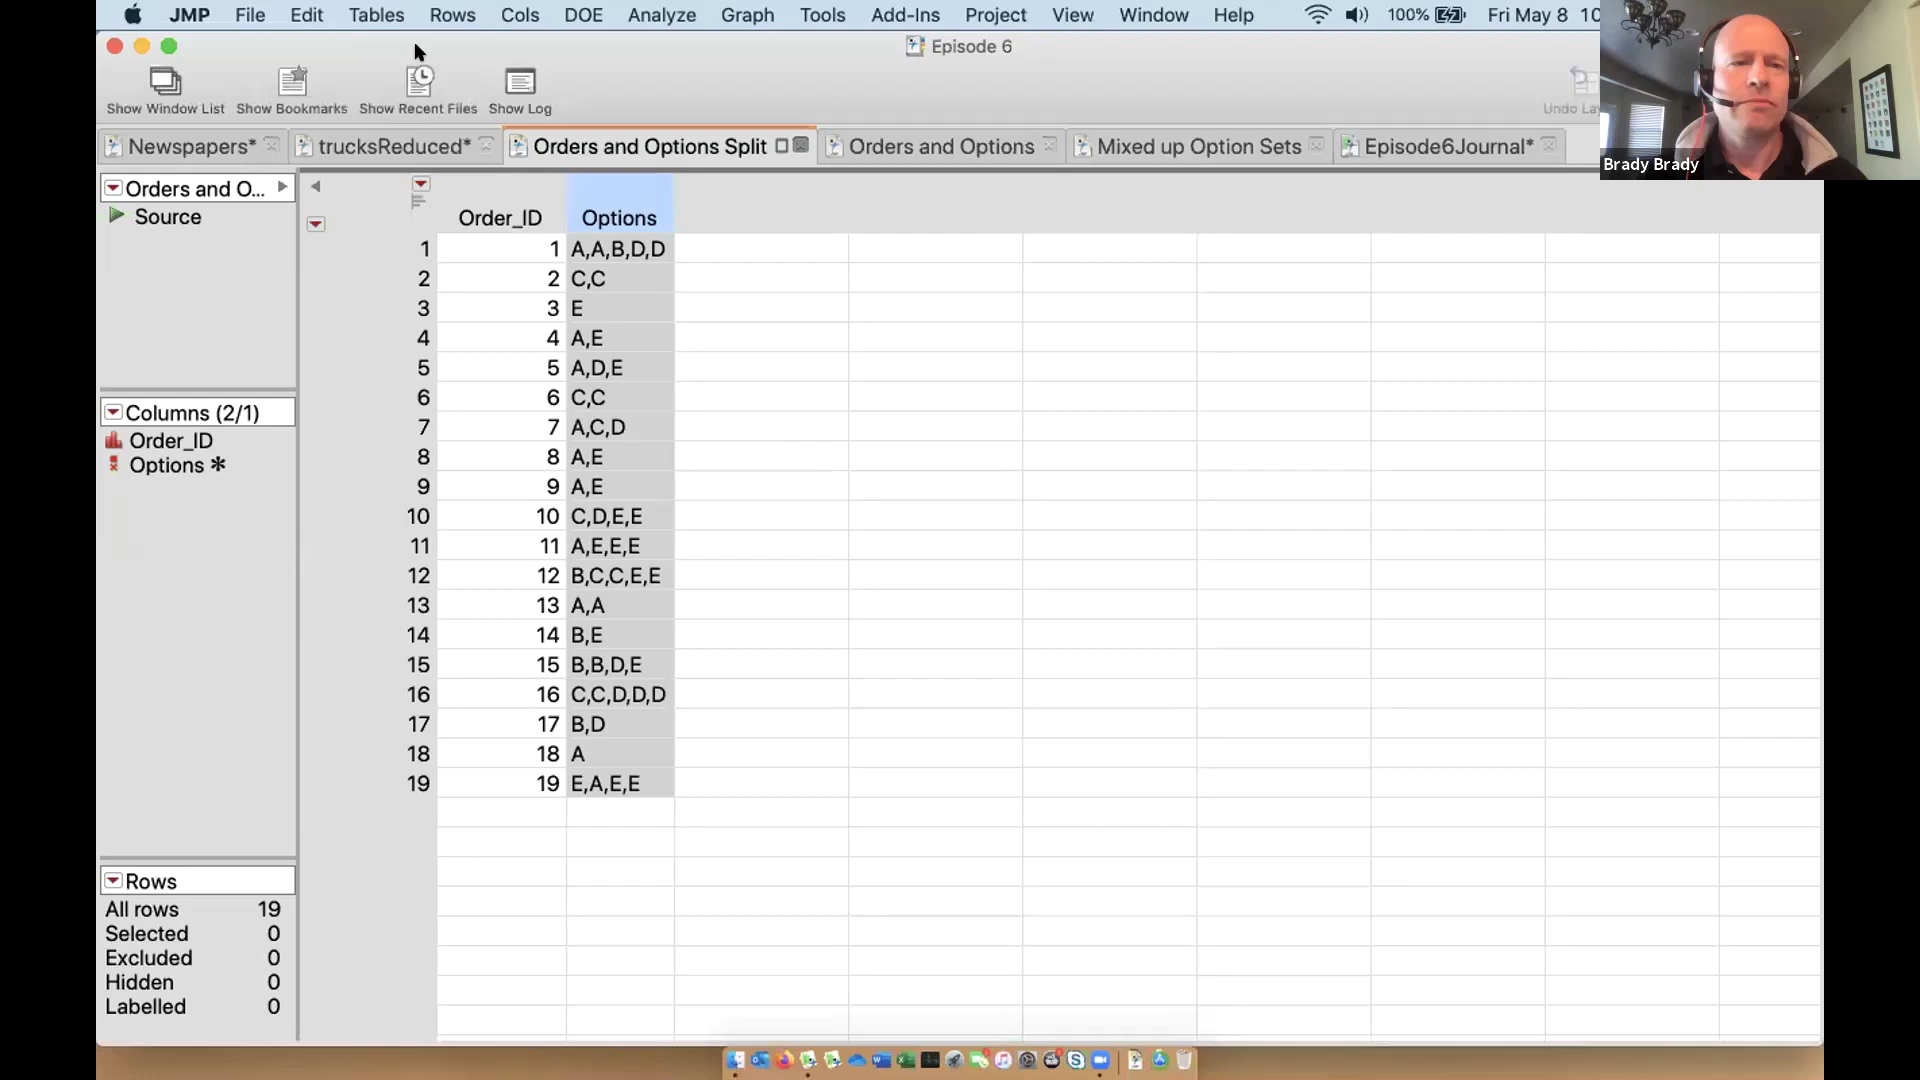 JMP File Edit Tables Rows Cols DOE Analyze Graph Tools Add-Ins Project View Window Help 100% Fri May 8 10
Episode 6
Show Window List Show Bookmarks Show Recent Files Show Log Undo La
Brady Brady
Newspapers* trucksReduced* Orders and Options Split Orders and Options Mixed up Option Sets Episode6Journal*
Orders and O...
Source
Columns (2/1)
Order_ID
Options *
Rows
All rows 19
Selected 0
Excluded 0
Hidden 0
Labelled 0
Order_ID Options
1 1 A,A,B,D,D
2 2 C,C
3 3 E
4 4 A,E
5 5 A,D,E
6 6 C,C
7 7 A,C,D
8 8 A,E
9 9 A,E
10 10 C,D,E,E
11 11 A,E,E,E
12 12 B,C,C,E,E
13 13 A,A
14 14 B,E
15 15 B,B,D,E
16 16 C,C,D,D,D
17 17 B,D
18 18 A
19 19 E,A,E,E